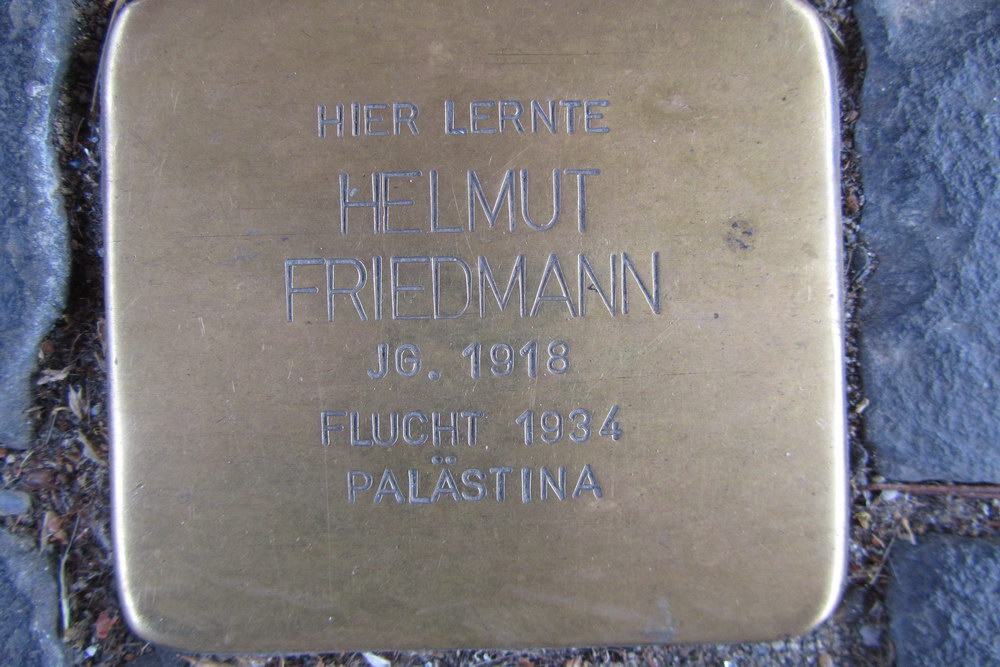 HIER LERNTE
HELMUT
FRIEDMANN
JG. 1918
FLUCHT 1934
PALÄSTINA